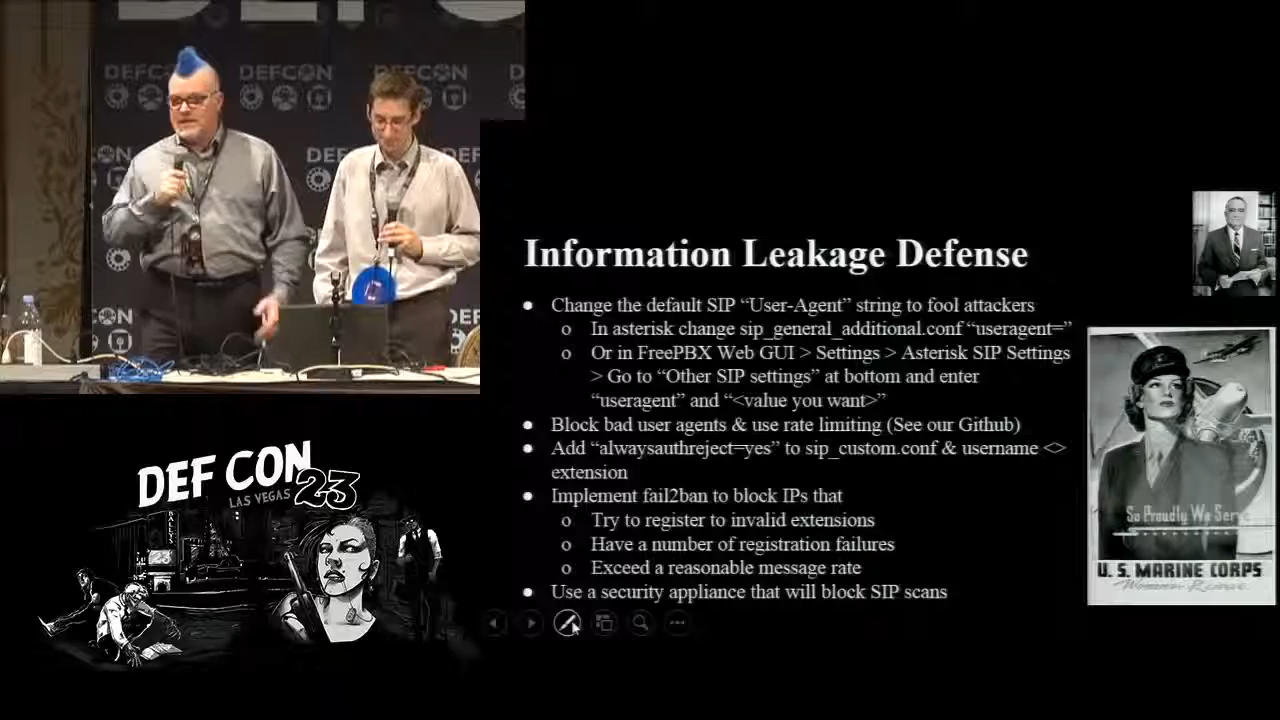 DEFCON
DEFCON
DEFCON
Information Leakage Defense
● Change the default SIP “User-Agent” string to fool attackers
o In asterisk change sip_general_additional.conf “useragent=”
o Or in FreePBX Web GUI > Settings > Asterisk SIP Settings
> Go to “Other SIP settings” at bottom and enter
“useragent” and “<value you want>”
● Block bad user agents & use rate limiting (See our Github)
● Add “alwaysauthreject=yes” to sip_custom.conf & username <>
extension
● Implement fail2ban to block IPs that
o Try to register to invalid extensions
o Have a number of registration failures
o Exceed a reasonable message rate
● Use a security appliance that will block SIP scans
So Proudly We Serve
U.S. MARINE CORPS
Women's Reserve
DEF CON
LAS VEGAS 23
BALLYS